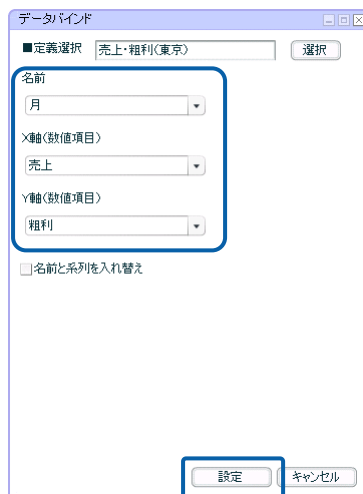 データバインド
■定義選択 売上・粗利(東京) 選択
名前
月
X軸(数値項目)
売上
Y軸(数値項目)
粗利
名前と系列を入れ替え
設定 キャンセル